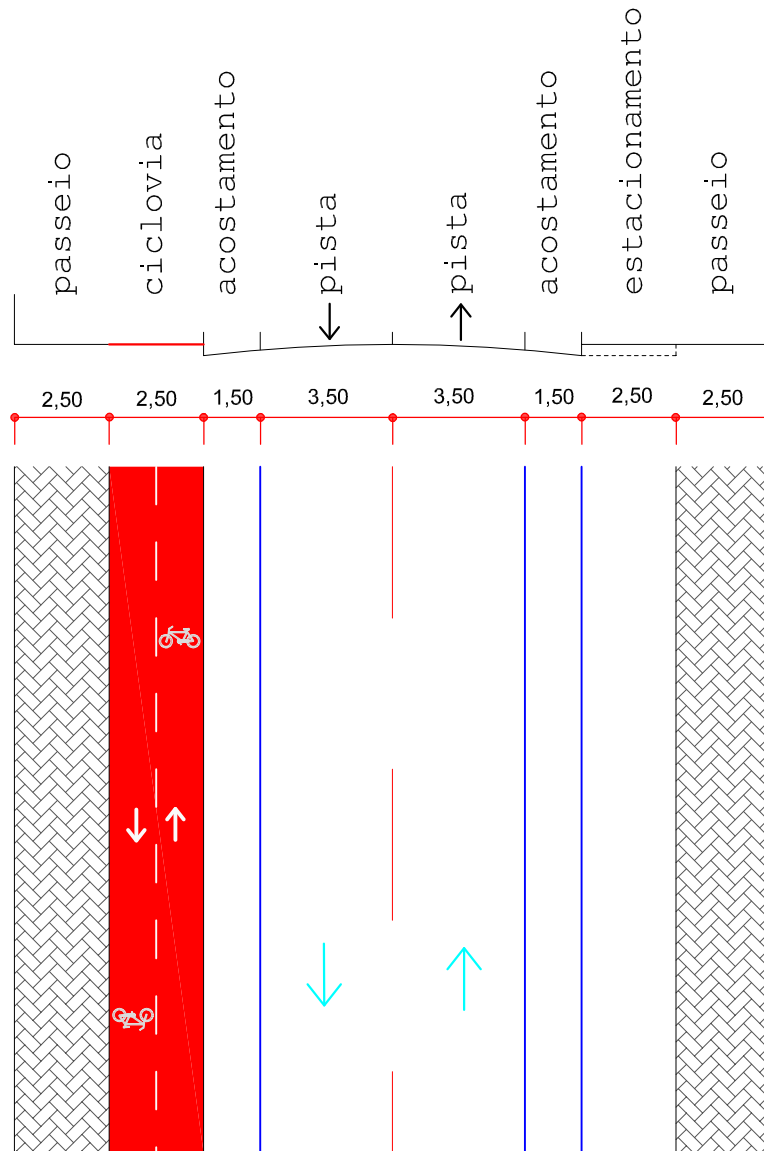 passeio
ciclovia
acostamento
pista
pista
acostamento
estacionamento
passeio
2,50
2,50
1,50
3,50
3,50
1,50
2,50
2,50